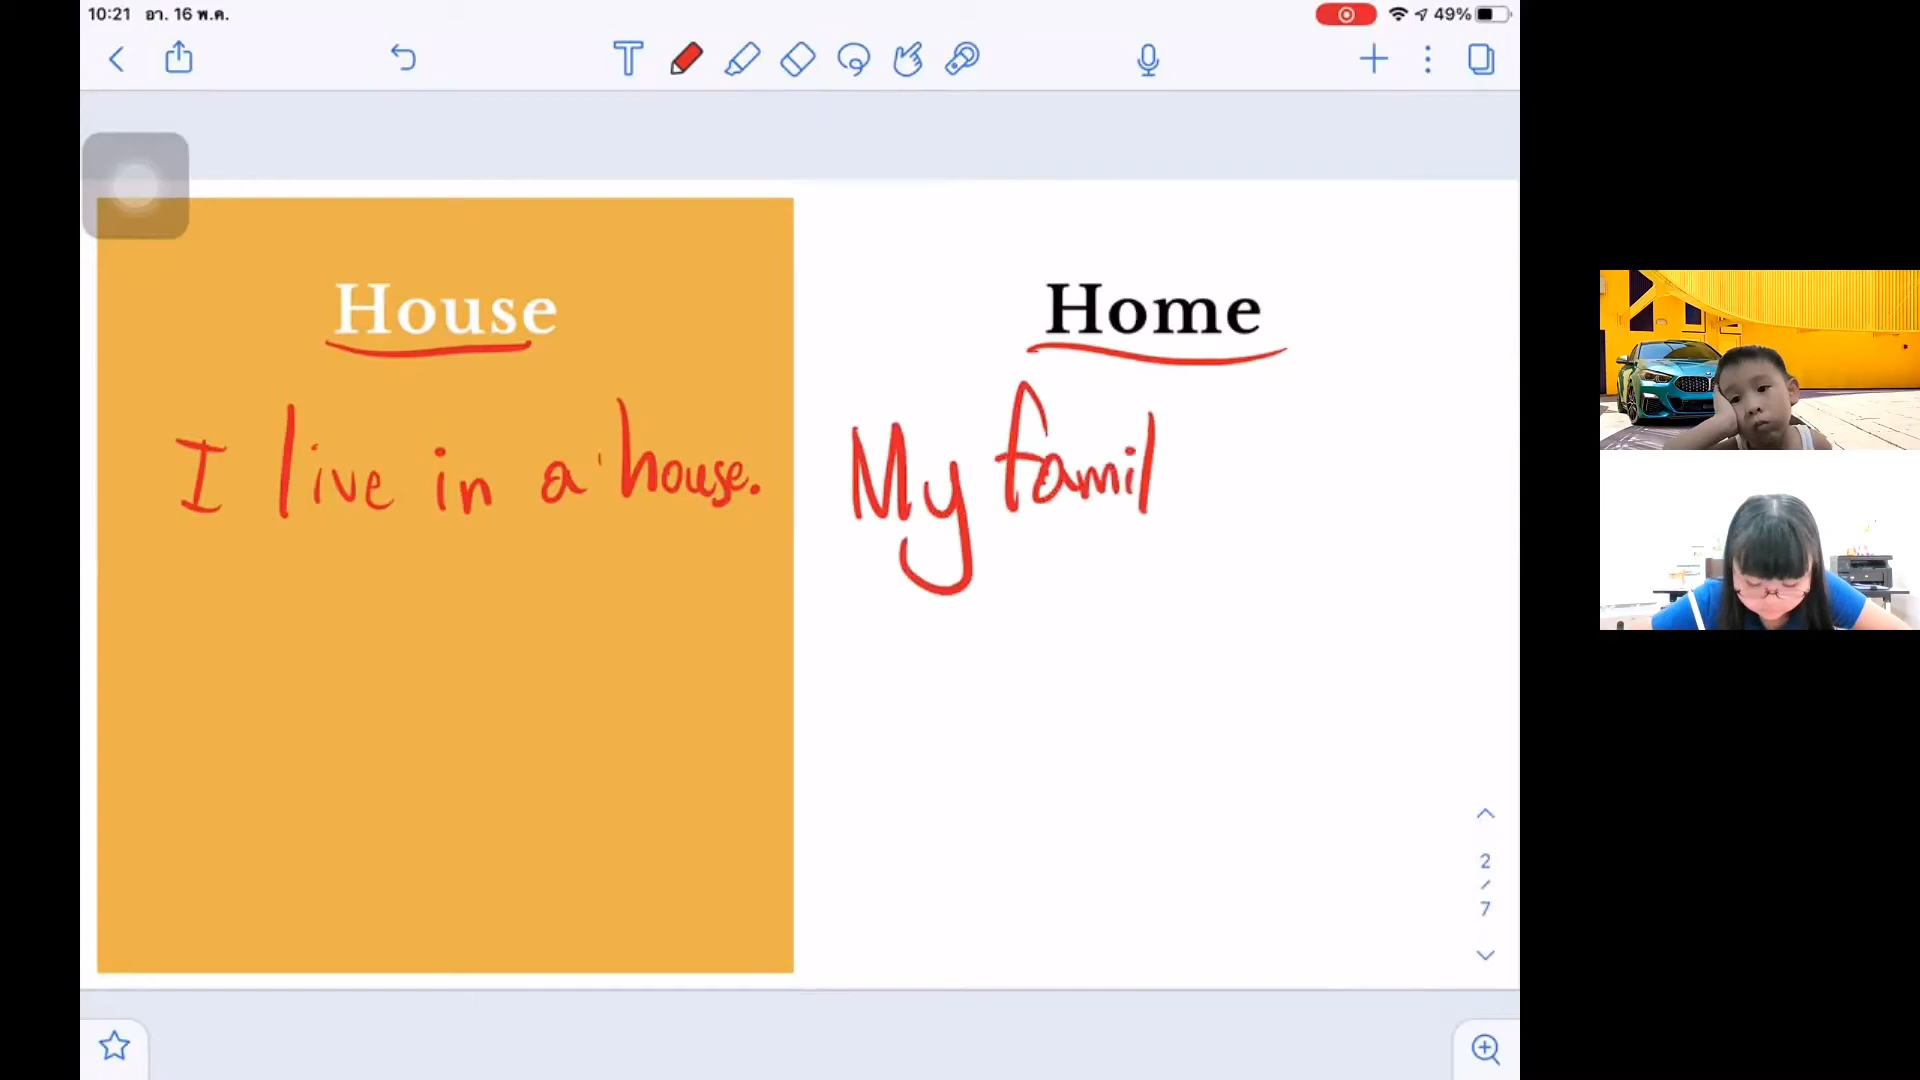 10:21 อา. 16 พ.ค.
49%
House
Home
I live in a house.
My famil
2
/
7